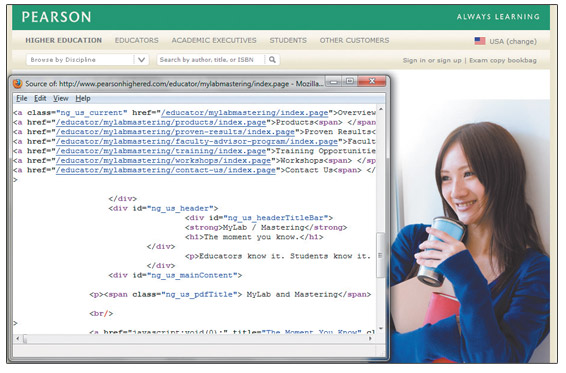 PEARSON
ALWAYS LEARNING
HIGHER EDUCATION EDUCATORS ACADEMIC EXECUTIVES STUDENTS OTHER CUSTOMERS
USA (change)
Browse by Discipline
Search by author, title, or ISBN
Sign in or sign up | Exam copy bookbag
Source of: http://www.pearsonhighered.com/educator/mylabmastering/index.page - Mozilla...
File Edit View Help
<a class="ng_us_current" href="/educator/mylabmastering/index.page">Overview
<a href="/educator/mylabmastering/products/index.page">Products<span> </span
<a href="/educator/mylabmastering/proven-results/index.page">Proven Results<
<a href="/educator/mylabmastering/faculty-advisor-program/index.page">Facult
<a href="/educator/mylabmastering/training/index.page">Training Opportunitie
<a href="/educator/mylabmastering/workshops/index.page">Workshops<span> </sp
<a href="/educator/mylabmastering/contact-us/index.page">Contact Us<span> </
>
</div>
<div id="ng_us_header">
<div id="ng_us_headerTitleBar">
<strong>MyLab / Mastering</strong>
<h1>The moment you know.</h1>
</div>
<p>Educators know it. Students know it.
<div id="ng_us_mainContent">
<p><span class="ng_us_pdfTitle"> MyLab and Mastering</span>
<br/>
>
<a href="javascript:void(0);" title="The Moment You Know" cl